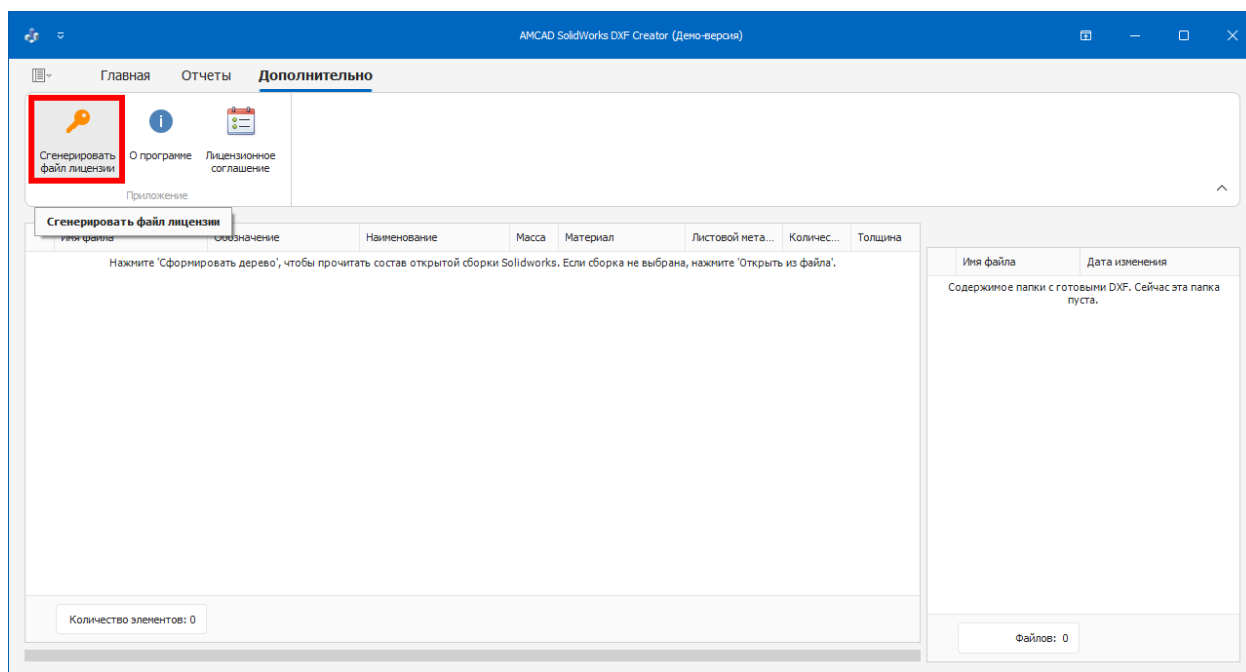 AMCAD SolidWorks DXF Creator (Демо-версия)
Главная Отчеты Дополнительно
Сгенерировать файл лицензии
О программе
Лицензионное соглашение
Приложение
Сгенерировать файл лицензии
Имя файла Обозначение Наименование Масса Материал Листовой мета... Количес... Толщина
Нажмите 'Сформировать дерево', чтобы прочитать состав открытой сборки Solidworks. Если сборка не выбрана, нажмите 'Открыть из файла'.
Количество элементов: 0
Имя файла Дата изменения
Содержимое папки с готовыми DXF. Сейчас эта папка
пуста.
Файлов: 0